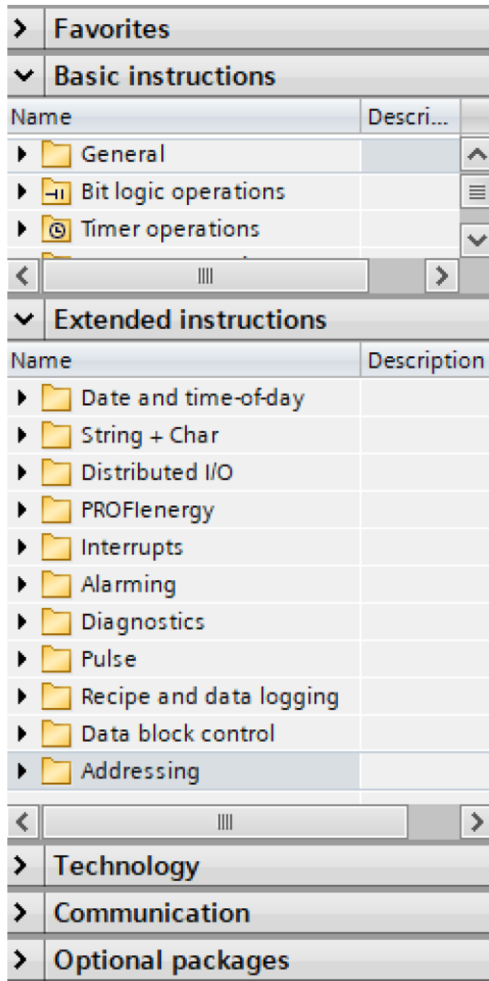 Favorites
Basic instructions
Name Descri...
General
Bit logic operations
Timer operations
Extended instructions
Name Description
Date and time-of-day
String + Char
Distributed I/O
PROFIenergy
Interrupts
Alarming
Diagnostics
Pulse
Recipe and data logging
Data block control
Addressing
Technology
Communication
Optional packages